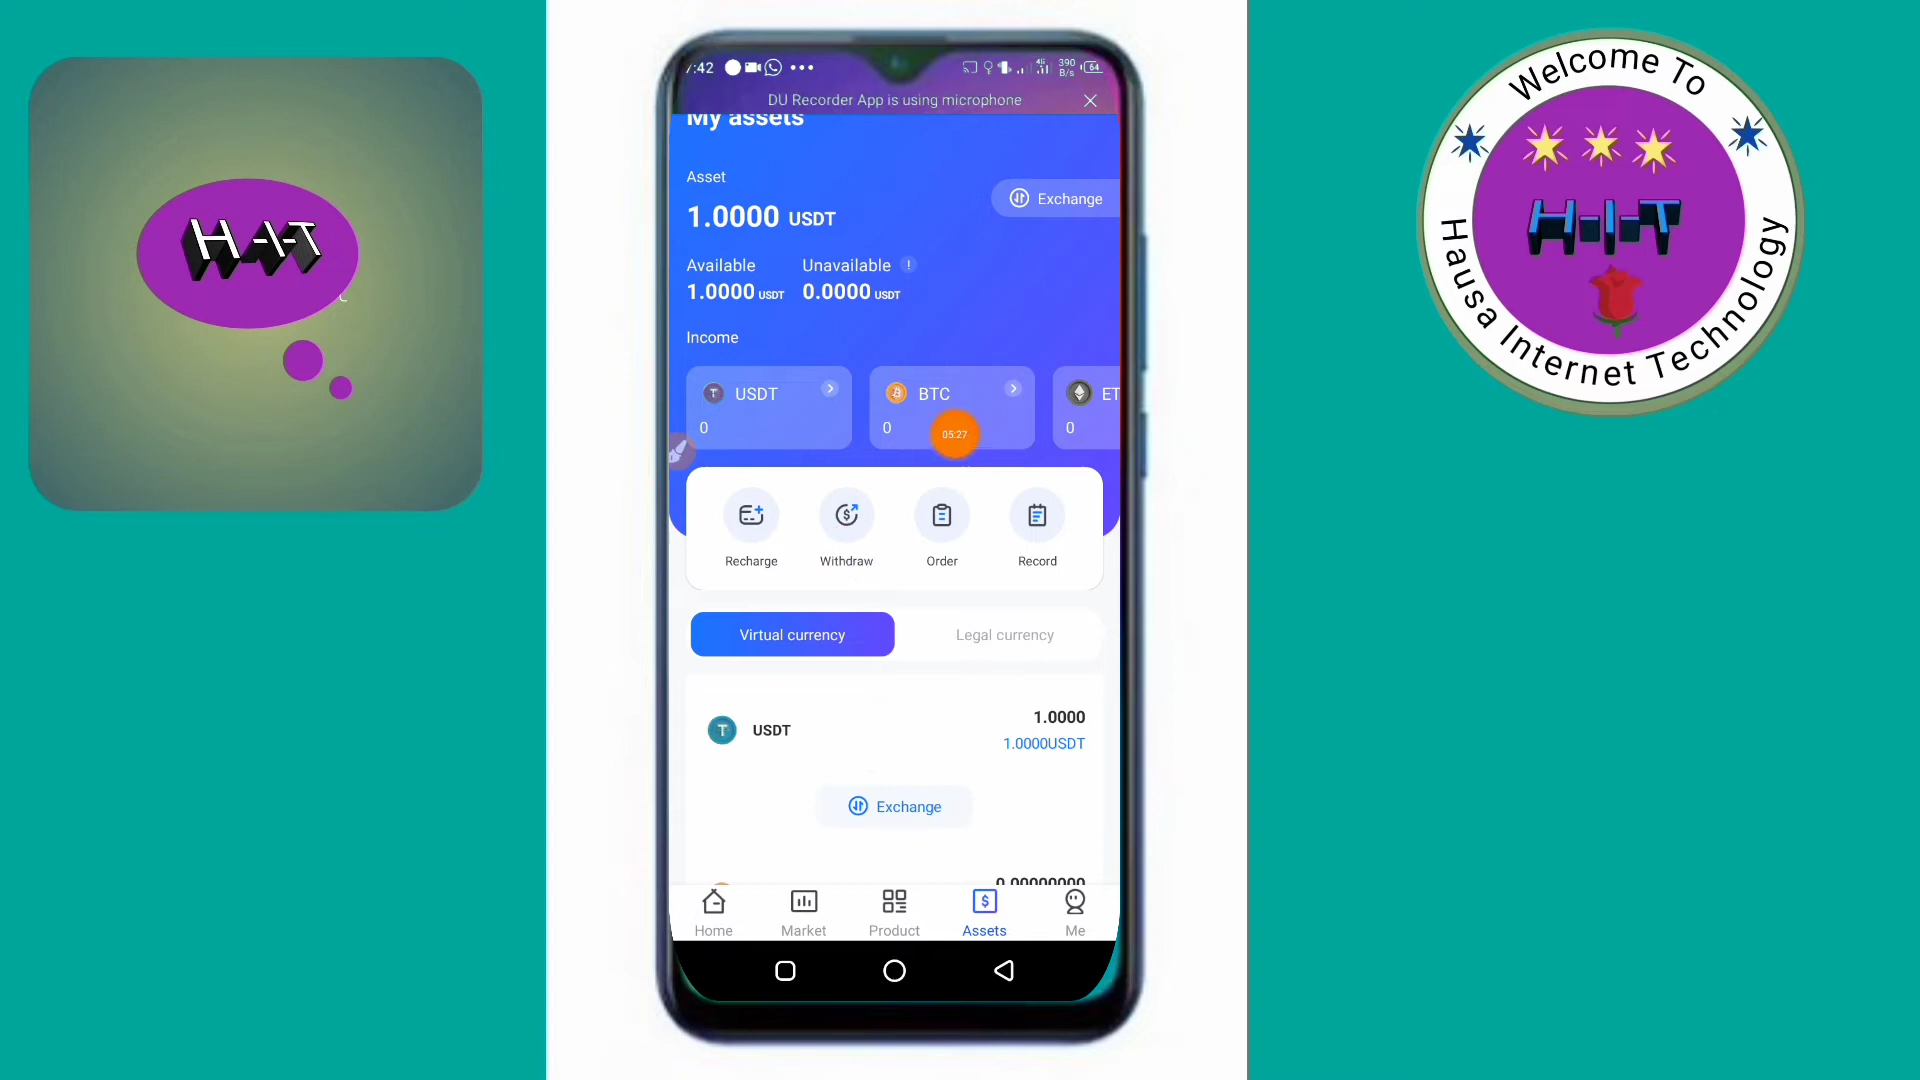 H-I-T
Welcome To
H-I-T
Hausa Internet Technology
7:42
390
B/s
64
DU Recorder App is using microphone
My assets
Asset
Exchange
1.0000 USDT
Available
Unavailable !
1.0000 USDT
0.0000 USDT
Income
USDT
BTC
ET
0
0
0
05:27
Recharge
Withdraw
Order
Record
Virtual currency
Legal currency
USDT
1.0000
1.0000USDT
Exchange
0.00000000
Home
Market
Product
Assets
Me